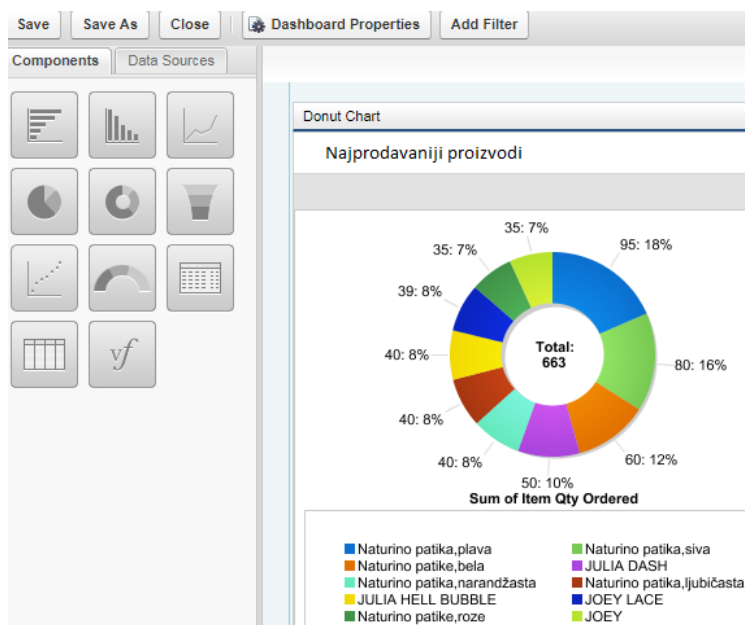 Save Save As Close Dashboard Properties Add Filter
Components Data Sources
Donut Chart
Najprodavaniji proizvodi
35: 7%
95: 18%
35: 7%
39: 8%
40: 8%
Total:
663
80: 16%
40: 8%
40: 8%
60: 12%
50: 10%
Sum of Item Qty Ordered
Naturino patika,plava Naturino patika,siva
Naturino patike,bela JULIA DASH
Naturino patika,narandžasta Naturino patika,ljubičasta
JULIA HELL BUBBLE JOEY LACE
Naturino patike,roze JOEY
vf